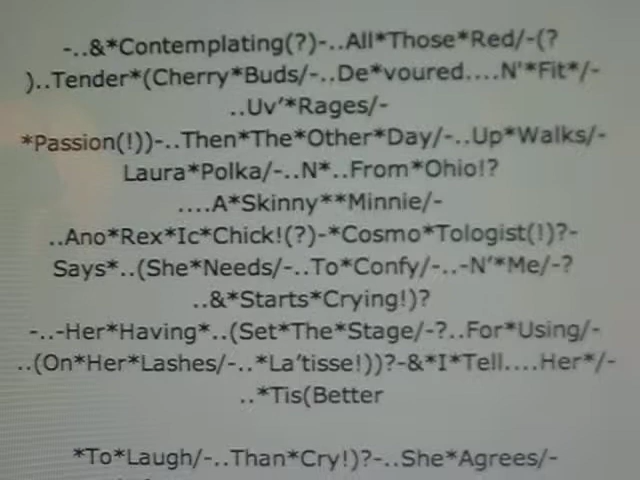 -..&*Contemplating(?)-..All*Those*Red/-(?
)..Tender*(Cherry*Buds/-..De*voured....N'*Fit*/-
..Uv'*Rages/-
*Passion(!))-..Then*The*Other*Day/-..Up*Walks/-
Laura*Polka/-..N*..From*Ohio!?
....A*Skinny**Minnie/-
..Ano*Rex*Ic*Chick!(?)-*Cosmo*Tologist(!)?-
Says*..(She*Needs/-..To*Confy/-..-N'*Me/-?
..&*Starts*Crying!)?
-..-Her*Having*..(Set*The*Stage/-?..For*Using/-
..(On*Her*Lashes/-..*La'tisse!))?-&*I*Tell....Her*/-
..*Tis(Better
*To*Laugh/-..Than*Cry!)?-..She*Agrees/-